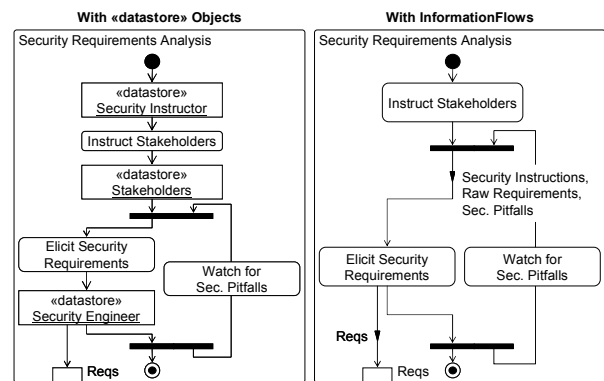 With «datastore» Objects
Security Requirements Analysis
«datastore»
Security Instructor
Instruct Stakeholders
«datastore»
Stakeholders
Elicit Security
Requirements
Watch for
Sec. Pitfalls
«datastore»
Security Engineer
Reqs
With InformationFlows
Security Requirements Analysis
Instruct Stakeholders
Security Instructions,
Raw Requirements,
Sec. Pitfalls
Elicit Security
Requirements
Watch for
Sec. Pitfalls
Reqs
Reqs